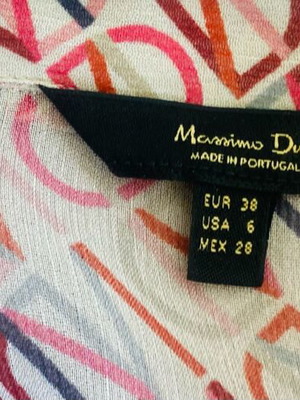 Massimo Du
MADE IN PORTUGAL
EUR 38
USA 6
MEX 28